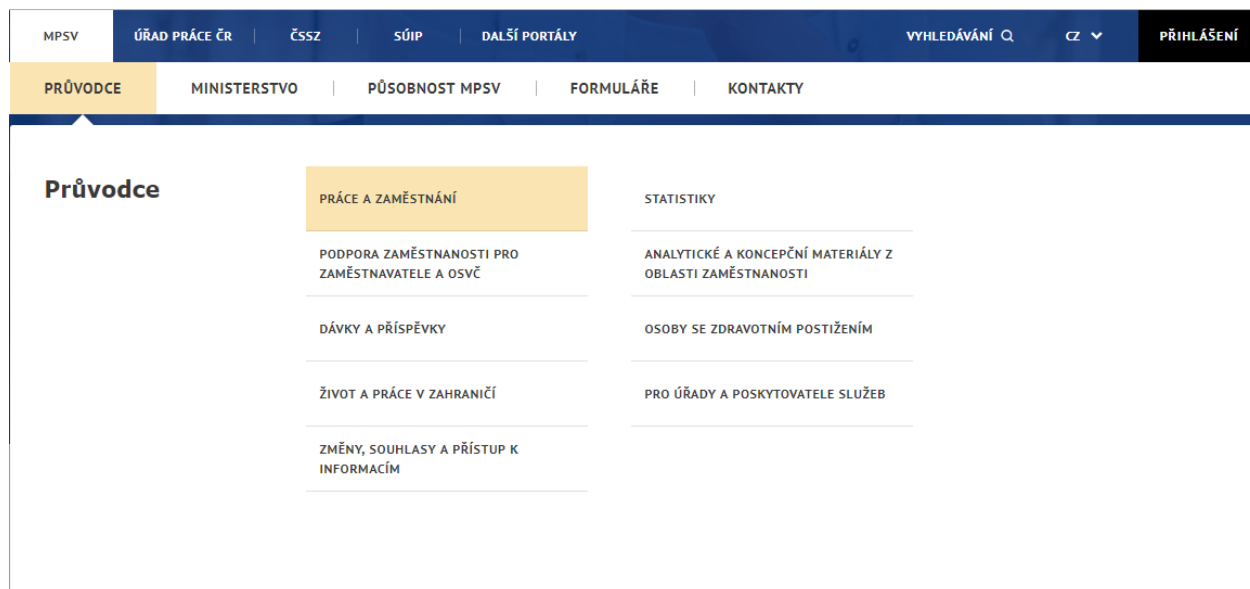 MPSV ÚŘAD PRÁCE ČR ČSSZ SÚIP DALŠÍ PORTÁLY VYHLEDÁVÁNÍ CZ PŘIHLÁŠENÍ
PRŮVODCE MINISTERSTVO PŮSOBNOST MPSV FORMULÁŘE KONTAKTY
Průvodce
PRÁCE A ZAMĚSTNÁNÍ
PODPORA ZAMĚSTNANOSTI PRO
ZAMĚSTNAVATELE A OSVČ
DÁVKY A PŘÍSPĚVKY
ŽIVOT A PRÁCE V ZAHRANIČÍ
ZMĚNY, SOUHLASY A PŘÍSTUP K
INFORMACÍM
STATISTIKY
ANALYTICKÉ A KONCEPČNÍ MATERIÁLY Z
OBLASTI ZAMĚSTNANOSTI
OSOBY SE ZDRAVOTNÍM POSTIŽENÍM
PRO ÚŘADY A POSKYTOVATELE SLUŽEB